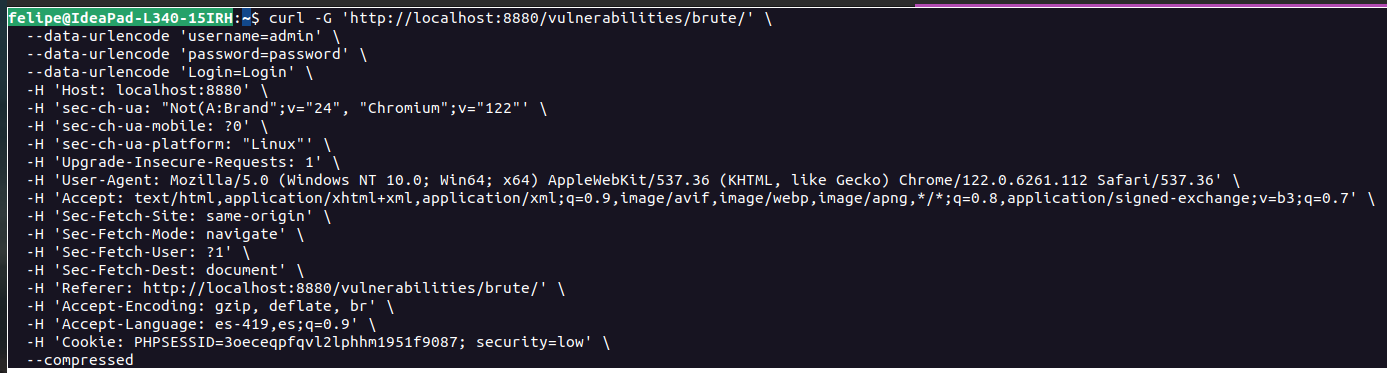 felipe@IdeaPad-L340-15IRH:~$ curl -G 'http://localhost:8880/vulnerabilities/brute/' \
--data-urlencode 'username=admin' \
--data-urlencode 'password=password' \
--data-urlencode 'Login=Login' \
-H 'Host: localhost:8880' \
-H 'sec-ch-ua: "Not(A:Brand";v="24", "Chromium";v="122"' \
-H 'sec-ch-ua-mobile: ?0' \
-H 'sec-ch-ua-platform: "Linux"' \
-H 'Upgrade-Insecure-Requests: 1' \
-H 'User-Agent: Mozilla/5.0 (Windows NT 10.0; Win64; x64) AppleWebKit/537.36 (KHTML, like Gecko) Chrome/122.0.6261.112 Safari/537.36' \
-H 'Accept: text/html,application/xhtml+xml,application/xml;q=0.9,image/avif,image/webp,image/apng,*/*;q=0.8,application/signed-exchange;v=b3;q=0.7' \
-H 'Sec-Fetch-Site: same-origin' \
-H 'Sec-Fetch-Mode: navigate' \
-H 'Sec-Fetch-User: ?1' \
-H 'Sec-Fetch-Dest: document' \
-H 'Referer: http://localhost:8880/vulnerabilities/brute/' \
-H 'Accept-Encoding: gzip, deflate, br' \
-H 'Accept-Language: es-419,es;q=0.9' \
-H 'Cookie: PHPSESSID=3oeceqpfqvl2lphhm1951f9087; security=low' \
--compressed